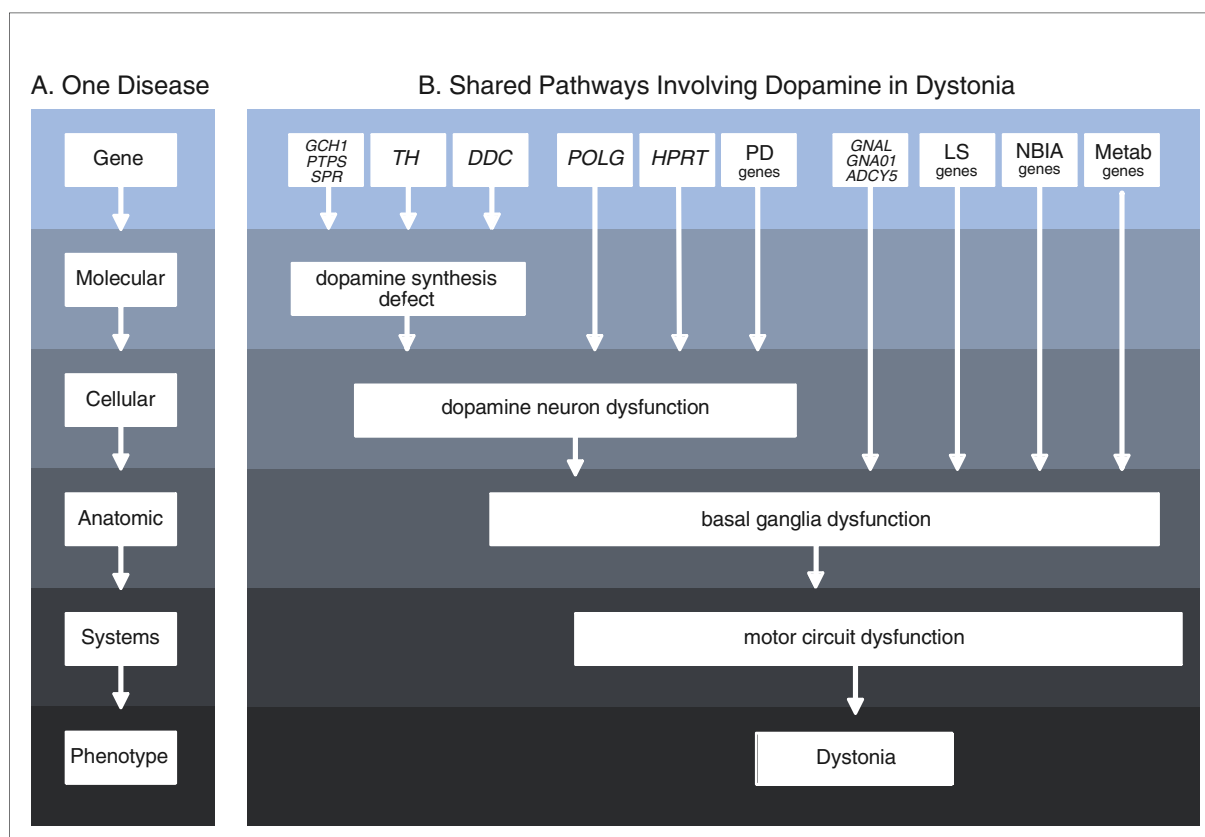 A. One Disease
B. Shared Pathways Involving Dopamine in Dystonia
Gene
GCH1
PTPS
SPR
TH
DDC
POLG
HPRT
PD
genes
GNAL
GNA01
ADCY5
LS
genes
NBIA
genes
Metab
genes
Molecular
dopamine synthesis
defect
Cellular
dopamine neuron dysfunction
Anatomic
basal ganglia dysfunction
Systems
motor circuit dysfunction
Phenotype
Dystonia